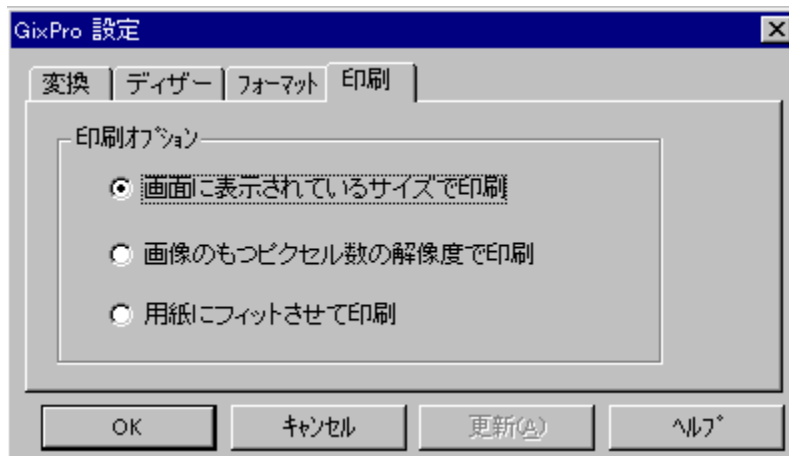 GixPro 設定
変換 ディザー フォーマット 印刷
印刷ｵﾌﾟｼｮﾝ
画面に表示されているサイズで印刷
画像のもつピクセル数の解像度で印刷
用紙にフィットさせて印刷
OK ｷｬﾝｾﾙ 更新(A) ﾍﾙﾌﾟ